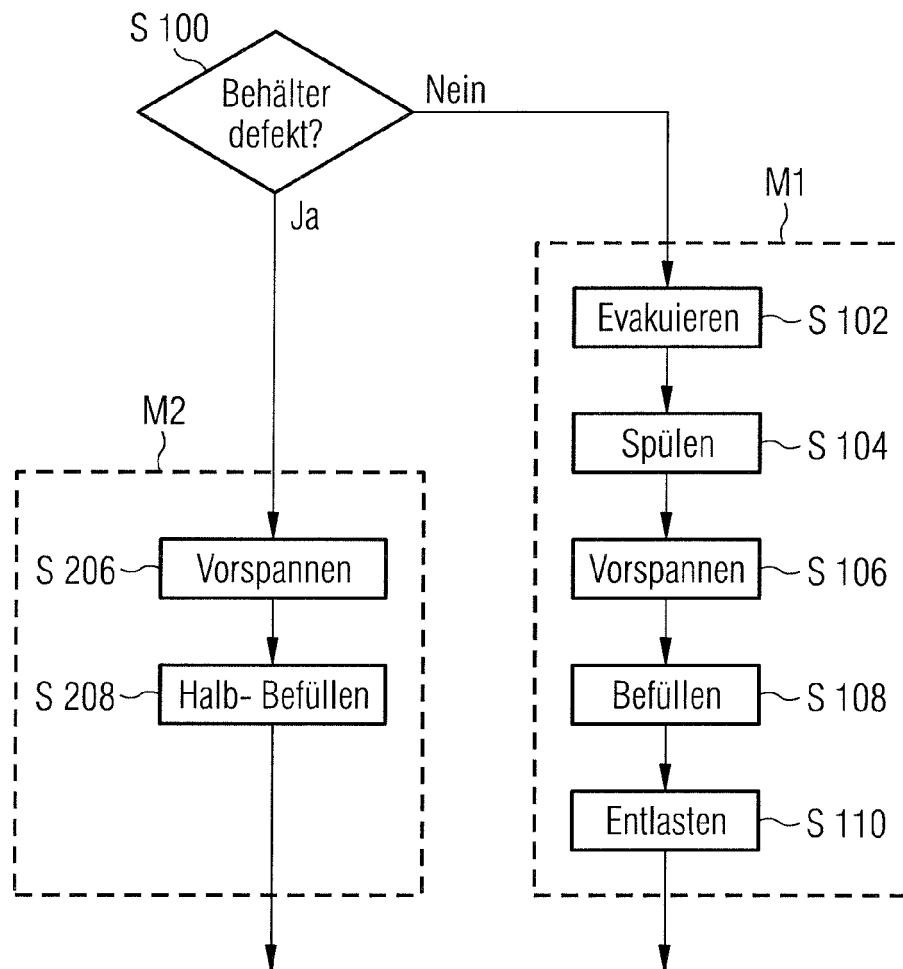 S 100
Behälter
defekt?
Nein
Ja
M1
Evakuieren
S 102
Spülen
S 104
M2
S 206
Vorspannen
Vorspannen
S 106
S 208
Halb- Befüllen
Befüllen
S 108
Entlasten
S 110